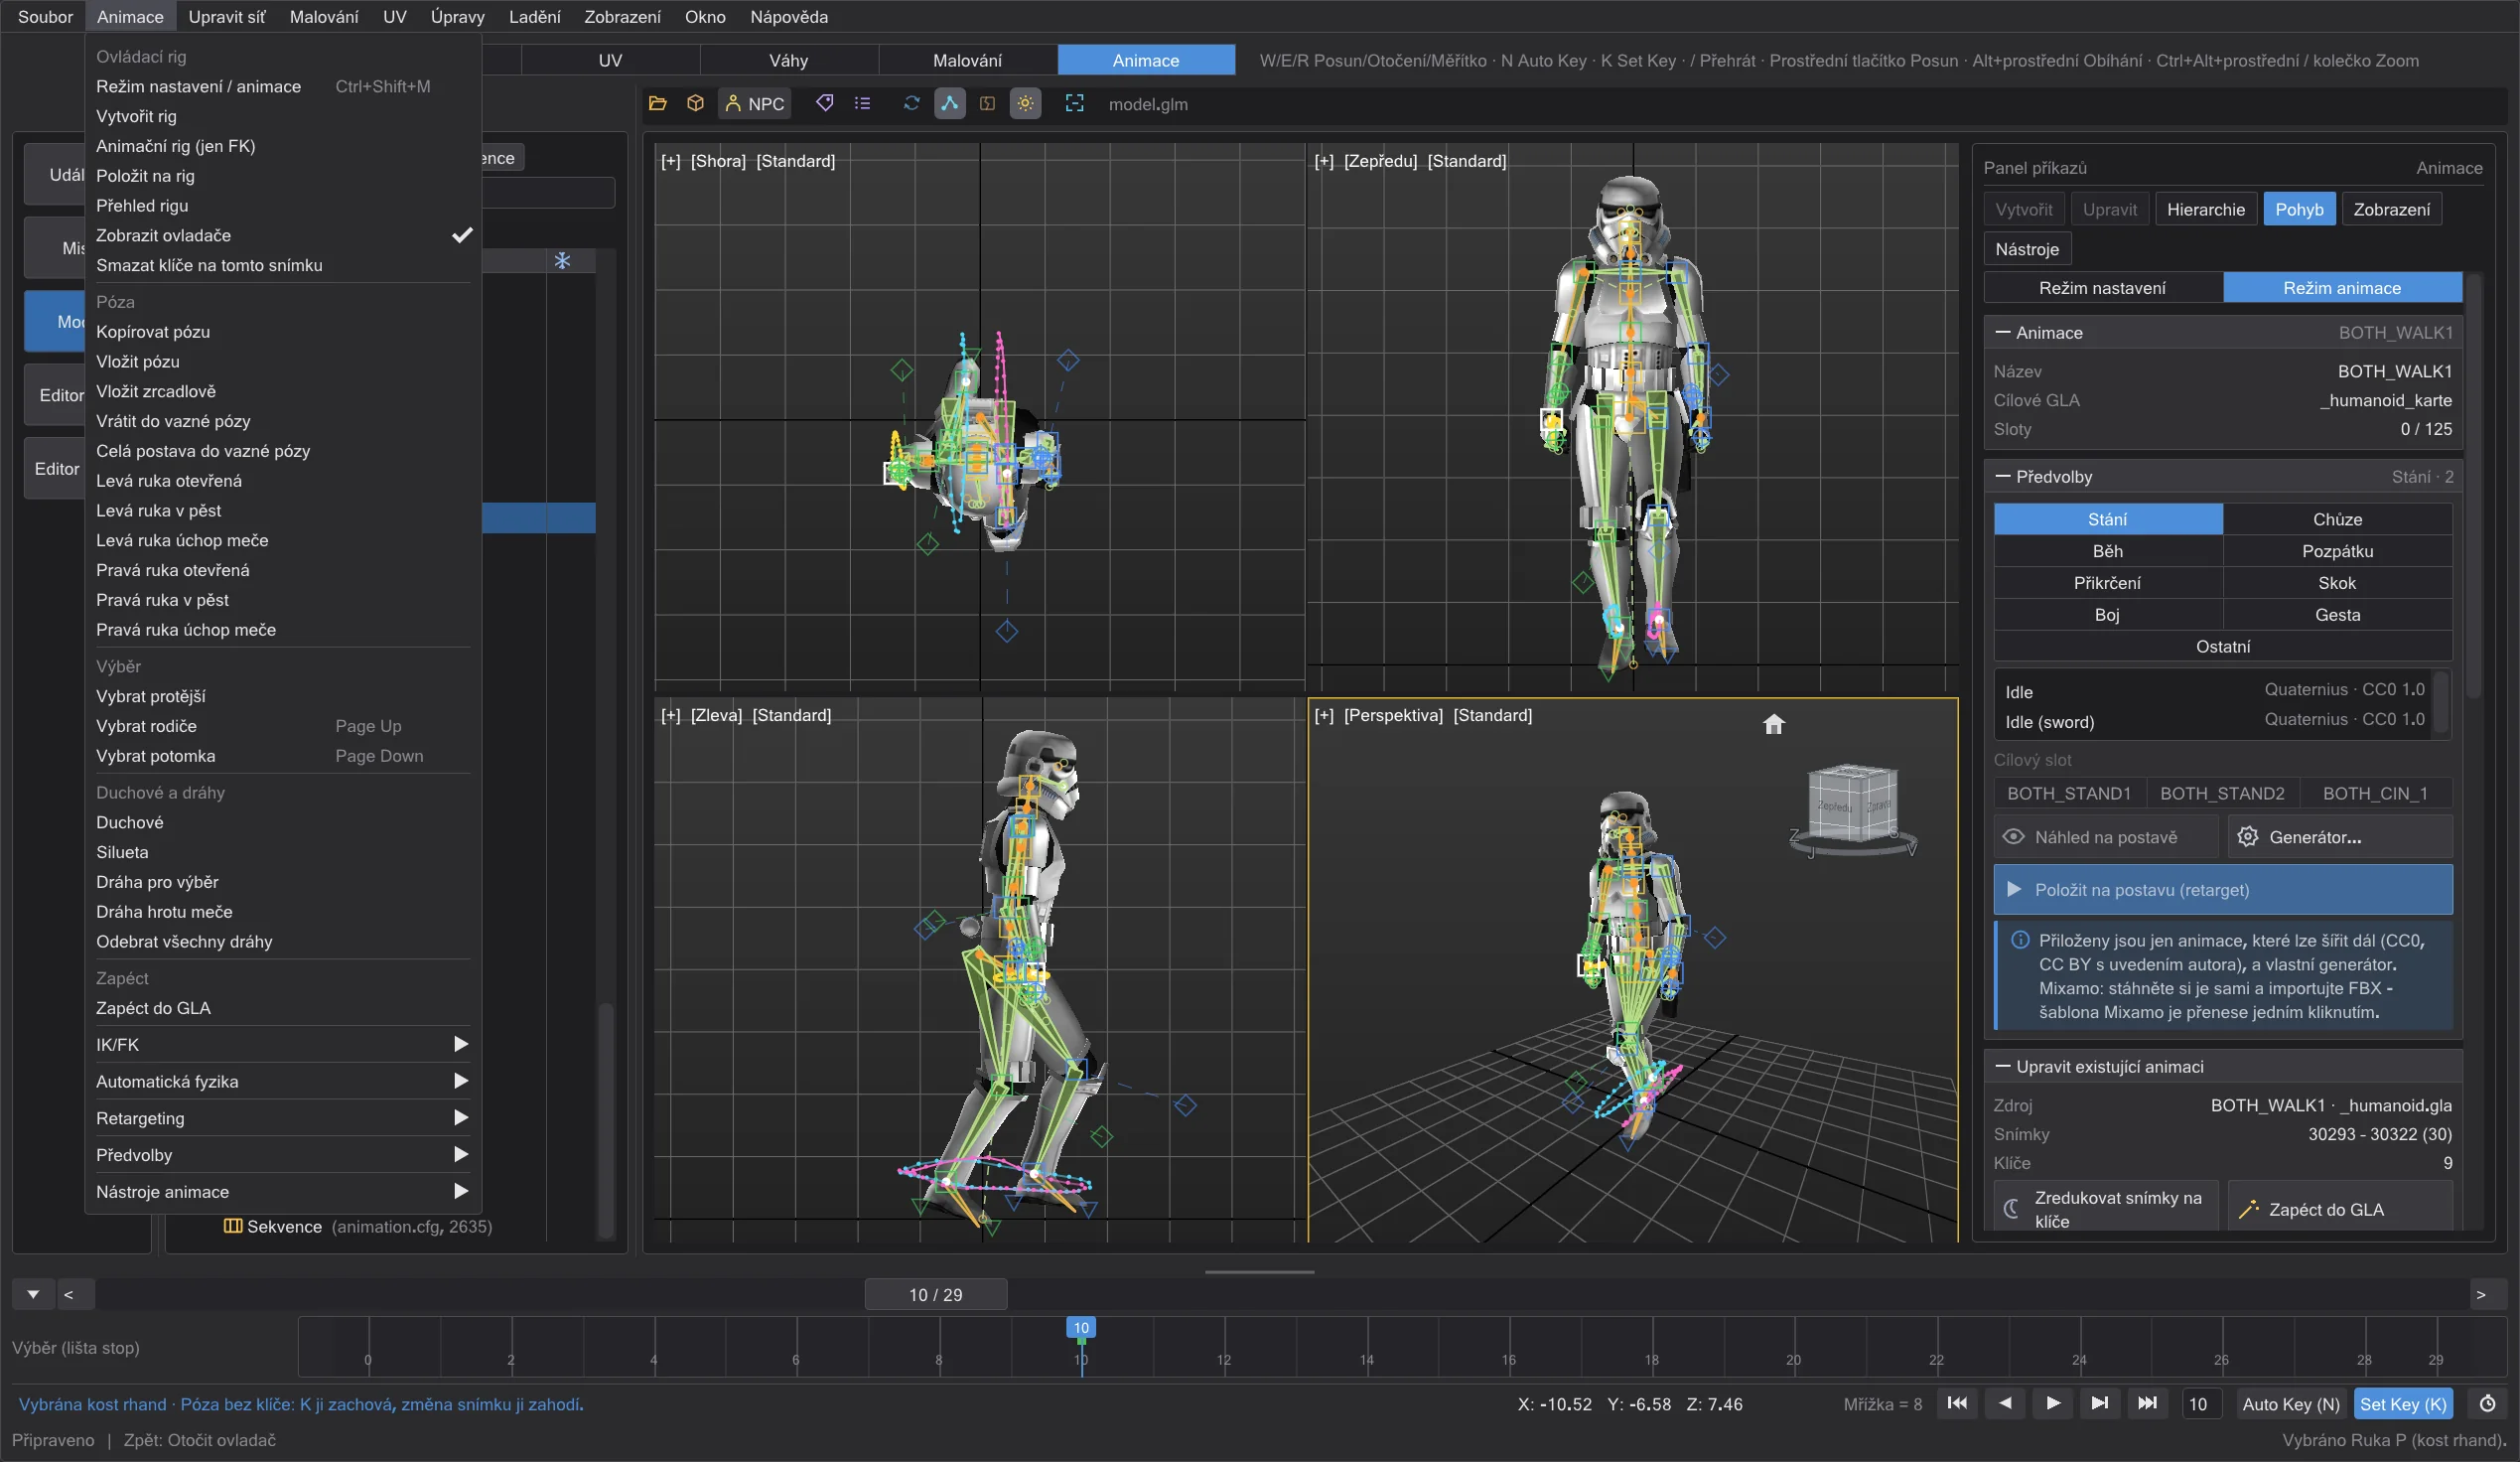 Soubor Animace Upravit síť Malování UV Úpravy Ladění Zobrazení Okno Nápověda
UV Váhy Malování Animace W/E/R Posun/Otočení/Měřítko · N Auto Key · K Set Key · / Přehrát · Prostřední tlačítko Posun · Alt+prostřední Obíhání · Ctrl+Alt+prostřední / kolečko Zoom
NPC model.glm
Ovládací rig
Režim nastavení / animace Ctrl+Shift+M
Vytvořit rig
Animační rig (jen FK)
Položit na rig
Přehled rigu
Zobrazit ovladače
Smazat klíče na tomto snímku
Póza
Kopírovat pózu
Vložit pózu
Vložit zrcadlově
Vrátit do vazné pózy
Celá postava do vazné pózy
Levá ruka otevřená
Levá ruka v pěst
Levá ruka úchop meče
Pravá ruka otevřená
Pravá ruka v pěst
Pravá ruka úchop meče
Výběr
Vybrat protější
Vybrat rodiče Page Up
Vybrat potomka Page Down
Duchové a dráhy
Duchové
Silueta
Dráha pro výběr
Dráha hrotu meče
Odebrat všechny dráhy
Zapéct
Zapéct do GLA
IK/FK
Automatická fyzika
Retargeting
Předvolby
Nástroje animace
Udál
Mis
Mod
Editor
Editor
ence
Sekvence (animation.cfg, 2635)
[+] [Shora] [Standard]
[+] [Zepředu] [Standard]
[+] [Zleva] [Standard]
[+] [Perspektiva] [Standard]
Zepředu Zprava
Z J S V
Panel příkazů Animace
Vytvořit Upravit Hierarchie Pohyb Zobrazení
Nástroje
Režim nastavení Režim animace
Animace BOTH_WALK1
Název BOTH_WALK1
Cílové GLA _humanoid_karte
Sloty 0 / 125
Předvolby Stání · 2
Stání Chůze
Běh Pozpátku
Přikrčení Skok
Boj Gesta
Ostatní
Idle Quaternius · CC0 1.0
Idle (sword) Quaternius · CC0 1.0
Cílový slot
BOTH_STAND1 BOTH_STAND2 BOTH_CIN_1
Náhled na postavě Generátor...
Položit na postavu (retarget)
Přiloženy jsou jen animace, které lze šířit dál (CC0,
CC BY s uvedením autora), a vlastní generátor.
Mixamo: stáhněte si je sami a importujte FBX -
šablona Mixamo je přenese jedním kliknutím.
Upravit existující animaci
Zdroj BOTH_WALK1 · _humanoid.gla
Snímky 30293 - 30322 (30)
Klíče 9
Zredukovat snímky na
klíče
Zapéct do GLA
< 10 / 29 >
10
Výběr (lišta stop)
0 2 4 6 8 10 12 14 16 18 20 22 24 26 28 29
Vybrána kost rhand · Póza bez klíče: K ji zachová, změna snímku ji zahodí. X: -10.52 Y: -6.58 Z: 7.46 Mřížka = 8 10 Auto Key (N) Set Key (K)
Připraveno | Zpět: Otočit ovladač Vybráno Ruka P (kost rhand).